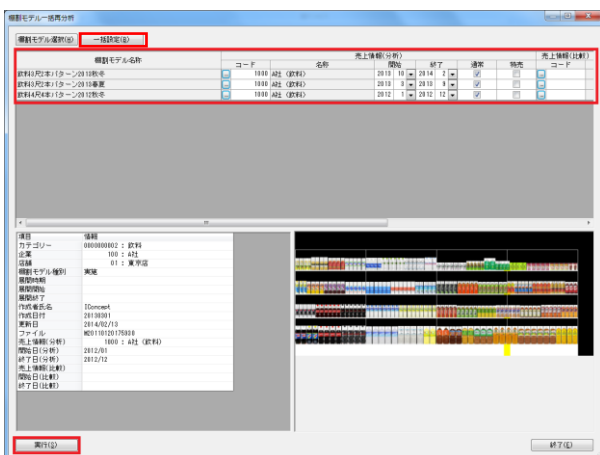 棚割モデル一括再分析
棚割モデル選択(M) 一括設定(A)
棚割モデル名称 売上情報(分析) 売上情報(比較)
コード 名称 開始 終了 通常 特売 コード
飲料3尺2本パターン2013秋冬 1000 A社 (飲料) 2013 10 2014 2
飲料3尺2本パターン2013春夏 1000 A社 (飲料) 2013 3 2013 9
飲料4尺4本パターン2012秋冬 1000 A社 (飲料) 2012 1 2012 12
項目 情報
カテゴリー 0000000002 : 飲料
企業 100 : A社
店舗 01 : 東京店
棚割モデル種別 実施
展開時期
展開開始
展開終了
作成者氏名 IConcept
作成日付 20130301
更新日 2014/02/13
ファイル M20110120175930
売上情報(分析) 1000 : A社 (飲料)
開始日(分析) 2012/01
終了日(分析) 2012/12
売上情報(比較)
開始日(比較)
終了日(比較)
実行(S) 終了(E)